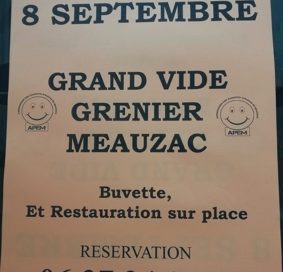 8 SEPTEMBRE
GRAND VIDE
GRENIER
MEAUZAC
APEM
APEM
Buvette,
Et Restauration sur place
RESERVATION